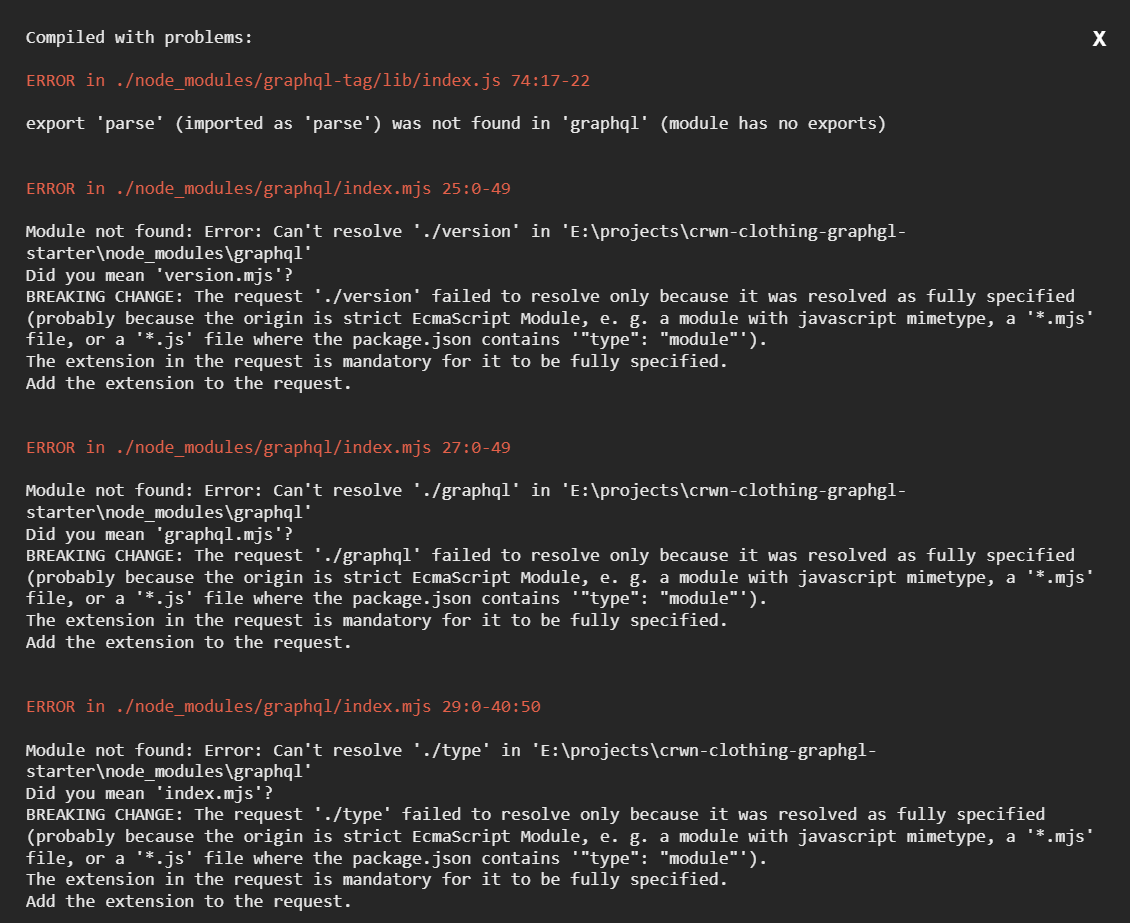 Compiled with problems:
X
ERROR in ./node_modules/graphql-tag/lib/index.js 74:17-22
export 'parse' (imported as 'parse') was not found in 'graphql' (module has no exports)
ERROR in ./node_modules/graphql/index.mjs 25:0-49
Module not found: Error: Can't resolve './version' in 'E:\projects\crwn-clothing-graphgl-
starter\node_modules\graphql'
Did you mean 'version.mjs'?
BREAKING CHANGE: The request './version' failed to resolve only because it was resolved as fully specified
(probably because the origin is strict EcmaScript Module, e. g. a module with javascript mimetype, a '*.mjs'
file, or a '*.js' file where the package.json contains '"type": "module"').
The extension in the request is mandatory for it to be fully specified.
Add the extension to the request.
ERROR in ./node_modules/graphql/index.mjs 27:0-49
Module not found: Error: Can't resolve './graphql' in 'E:\projects\crwn-clothing-graphgl-
starter\node_modules\graphql'
Did you mean 'graphql.mjs'?
BREAKING CHANGE: The request './graphql' failed to resolve only because it was resolved as fully specified
(probably because the origin is strict EcmaScript Module, e. g. a module with javascript mimetype, a '*.mjs'
file, or a '*.js' file where the package.json contains '"type": "module"').
The extension in the request is mandatory for it to be fully specified.
Add the extension to the request.
ERROR in ./node_modules/graphql/index.mjs 29:0-40:50
Module not found: Error: Can't resolve './type' in 'E:\projects\crwn-clothing-graphgl-
starter\node_modules\graphql'
Did you mean 'index.mjs'?
BREAKING CHANGE: The request './type' failed to resolve only because it was resolved as fully specified
(probably because the origin is strict EcmaScript Module, e. g. a module with javascript mimetype, a '*.mjs'
file, or a '*.js' file where the package.json contains '"type": "module"').
The extension in the request is mandatory for it to be fully specified.
Add the extension to the request.